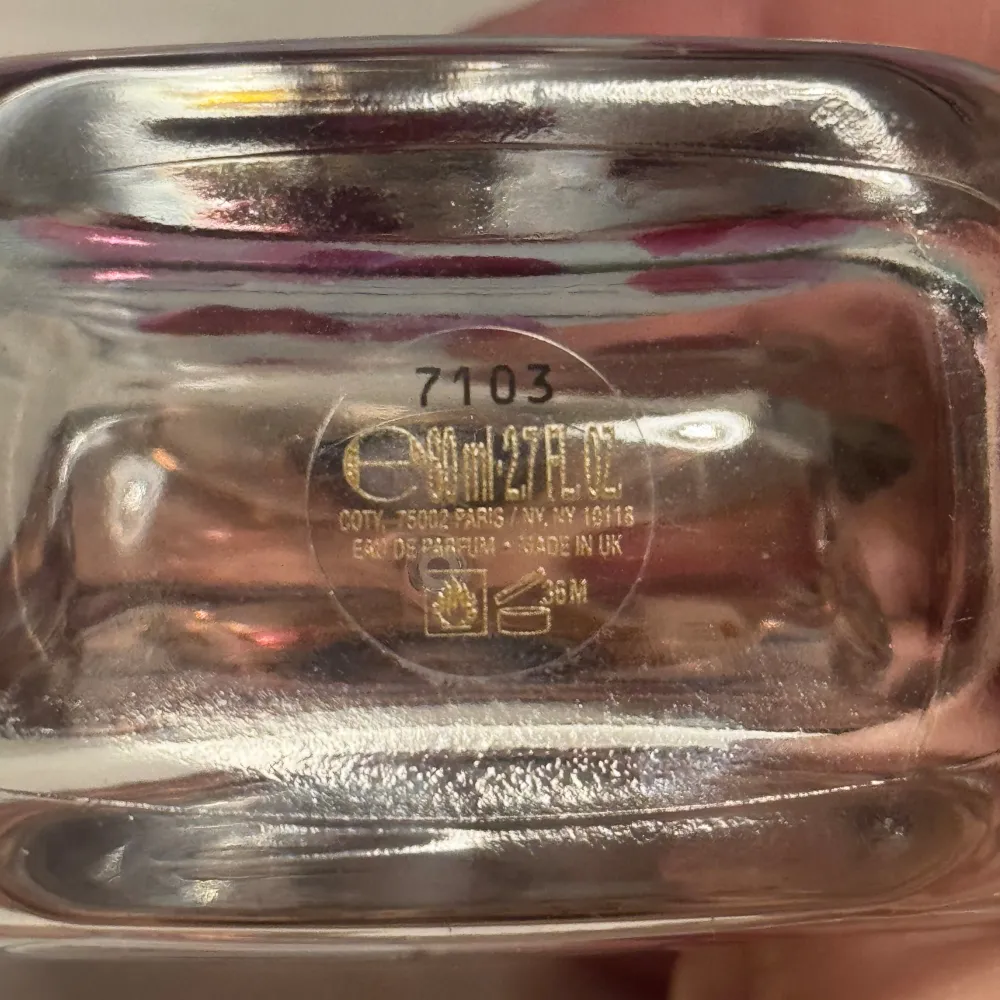 7103
℮ 80 ml · 2.7 FL. OZ
COTY, 75002 PARIS / NY, NY 10118
EAU DE PARFUM • MADE IN UK
36M